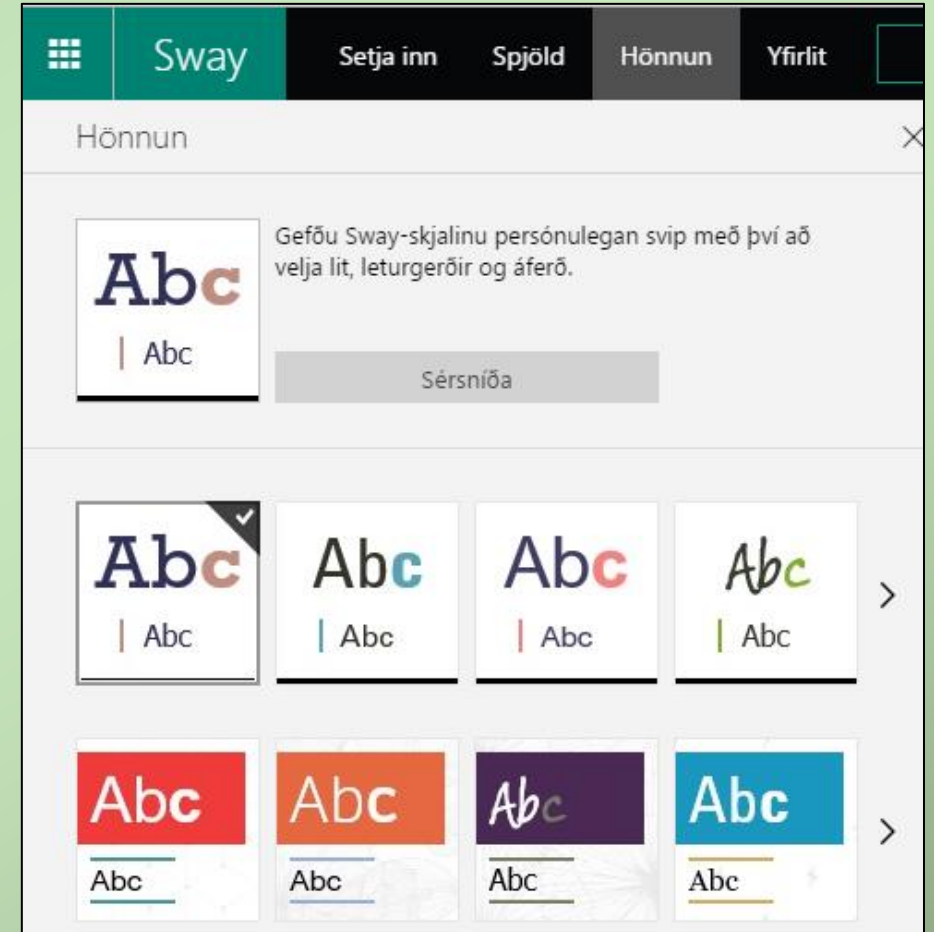 Sway Setja inn Spjöld Hönnun Yfirlit
Hönnun
Gefðu Sway-skjalinu persónulegan svip með því að
velja lit, leturgerðir og áferð.
Abc
Abc
Sérsníða
Abc Abc Abc Abc
Abc Abc Abc Abc
Abc Abc Abc Abc
Abc Abc Abc Abc